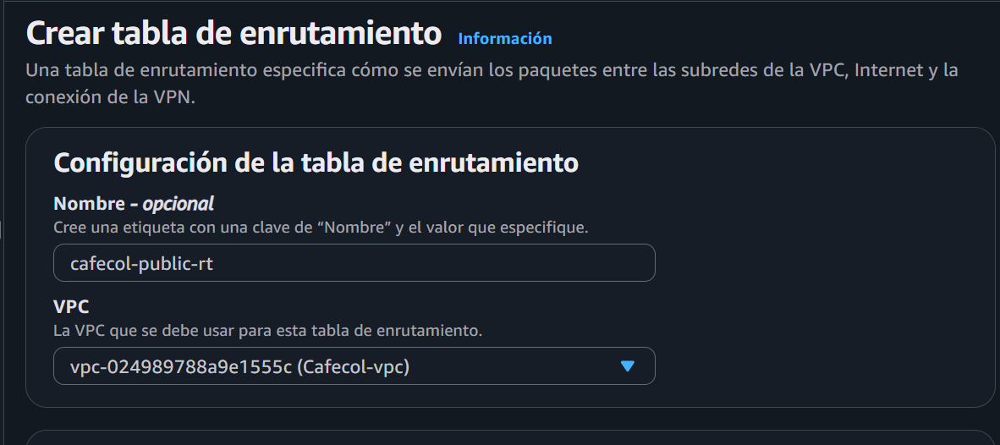 Crear tabla de enrutamiento Información
Una tabla de enrutamiento especifica cómo se envían los paquetes entre las subredes de la VPC, Internet y la
conexión de la VPN.
Configuración de la tabla de enrutamiento
Nombre - opcional
Cree una etiqueta con una clave de “Nombre” y el valor que especifique.
cafecol-public-rt
VPC
La VPC que se debe usar para esta tabla de enrutamiento.
vpc-024989788a9e1555c (Cafecol-vpc)